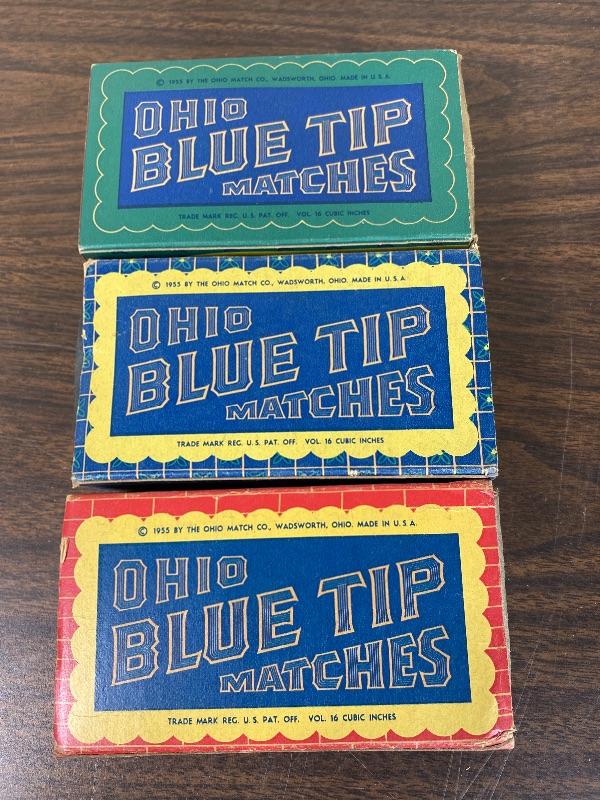 © 1955 BY THE OHIO MATCH CO., WADSWORTH, OHIO. MADE IN U.S.A.
OHIO
BLUE TIP
MATCHES
TRADE MARK REG. U.S. PAT. OFF. VOL. 16 CUBIC INCHES
© 1955 BY THE OHIO MATCH CO., WADSWORTH, OHIO. MADE IN U.S.A.
OHIO
BLUE TIP
MATCHES
TRADE MARK REG. U.S. PAT. OFF. VOL. 16 CUBIC INCHES
© 1955 BY THE OHIO MATCH CO., WADSWORTH, OHIO. MADE IN U.S.A.
OHIO
BLUE TIP
MATCHES
TRADE MARK REG. U.S. PAT. OFF. VOL. 16 CUBIC INCHES